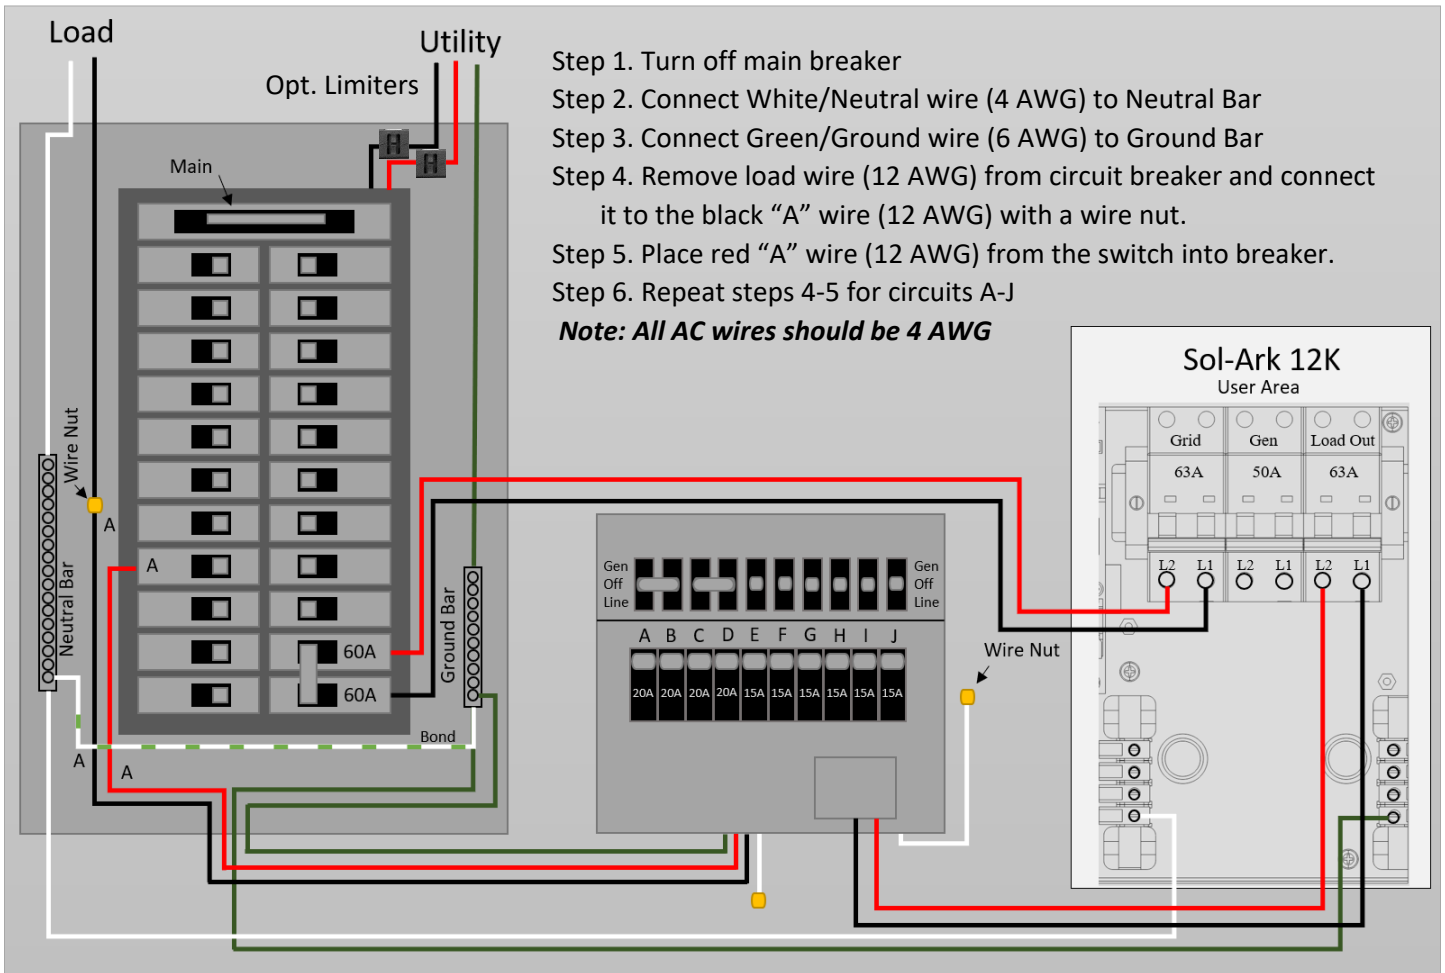 Load
Utility
Opt. Limiters
Step 1. Turn off main breaker
Step 2. Connect White/Neutral wire (4 AWG) to Neutral Bar
Step 3. Connect Green/Ground wire (6 AWG) to Ground Bar
Step 4. Remove load wire (12 AWG) from circuit breaker and connect
it to the black “A” wire (12 AWG) with a wire nut.
Step 5. Place red “A” wire (12 AWG) from the switch into breaker.
Step 6. Repeat steps 4-5 for circuits A-J
Note: All AC wires should be 4 AWG
Main
Wire Nut
A
A
Neutral Bar
Ground Bar
60A
60A
Bond
A
A
Gen
Off
Line
Gen
Off
Line
A B C D E F G H I J
20A 20A 20A 20A 15A 15A 15A 15A 15A 15A
Wire Nut
Sol-Ark 12K
User Area
Grid Gen Load Out
63A 50A 63A
L2 L1 L2 L1 L2 L1